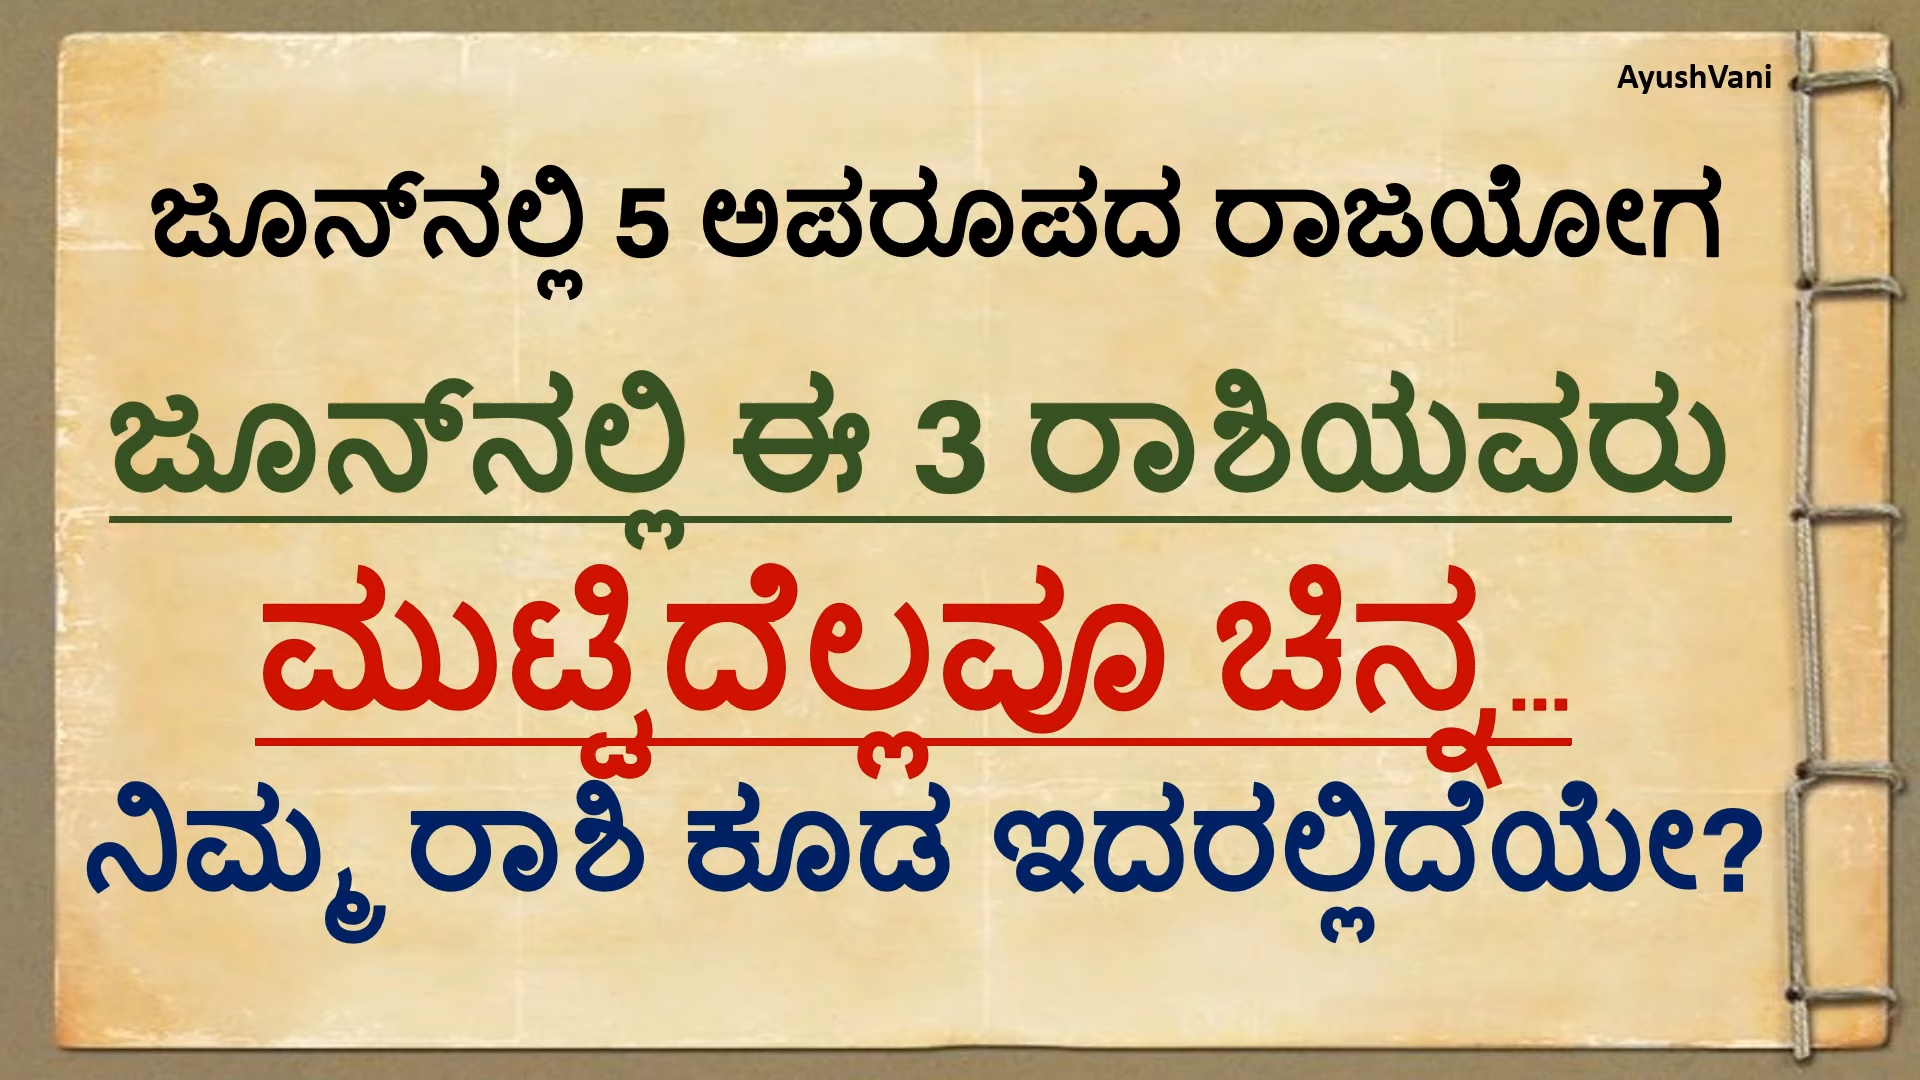 AyushVani
ಜೂನ್‌ನಲ್ಲಿ 5 ಅಪರೂಪದ ರಾಜಯೋಗ
ಜೂನ್‌ನಲ್ಲಿ ಈ 3 ರಾಶಿಯವರು
ಮುಟ್ಟಿದೆಲ್ಲವೂ ಚಿನ್ನ...
ನಿಮ್ಮ ರಾಶಿ ಕೂಡ ಇದರಲ್ಲಿದೆಯೇ?